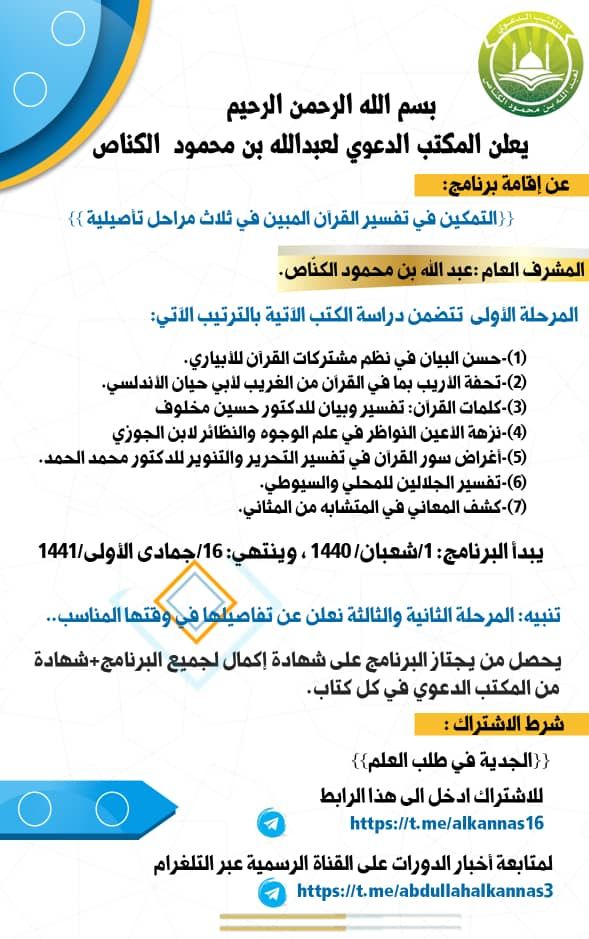 المكتب الدعوي
لعبد الله بن محمود الكناص
بسم الله الرحمن الرحيم
يعلن المكتب الدعوي لعبدالله بن محمود الكناص
عن إقامة برنامج:
{{التمكين في تفسير القرآن المبين في ثلاث مراحل تأصيلية}}
المشرف العام :عبد الله بن محمود الكنّاص.
المرحلة الأولى تتضمن دراسة الكتب الآتية بالترتيب الآتي:
(1)-حسن البيان في نظم مشتركات القرآن للأبياري.
(2)-تحفة الأريب بما في القرآن من الغريب لأبي حيان الأندلسي.
(3)-كلمات القرآن: تفسير وبيان للدكتور حسين مخلوف
(4)-نزهة الأعين النواظر في علم الوجوه والنظائر لابن الجوزي
(5)-أغراض سور القرآن في تفسير التحرير والتنوير للدكتور محمد الحمد.
(6)-تفسير الجلالين للمحلي والسيوطي.
(7)-كشف المعاني في المتشابه من المثاني.
يبدأ البرنامج: 1/شعبان/ 1440 ، وينتهي: 16/جمادى الأولى/1441
تنبيه: المرحلة الثانية والثالثة نعلن عن تفاصيلها في وقتها المناسب..
يحصل من يجتاز البرنامج على شهادة إكمال لجميع البرنامج+شهادة
من المكتب الدعوي في كل كتاب.
شرط الاشتراك :
{{الجدية في طلب العلم}}
للاشتراك ادخل الى هذا الرابط
https://t.me/alkannas16
لمتابعة أخبار الدورات على القناة الرسمية عبر التلغرام
https://t.me/abdullahalkannas3